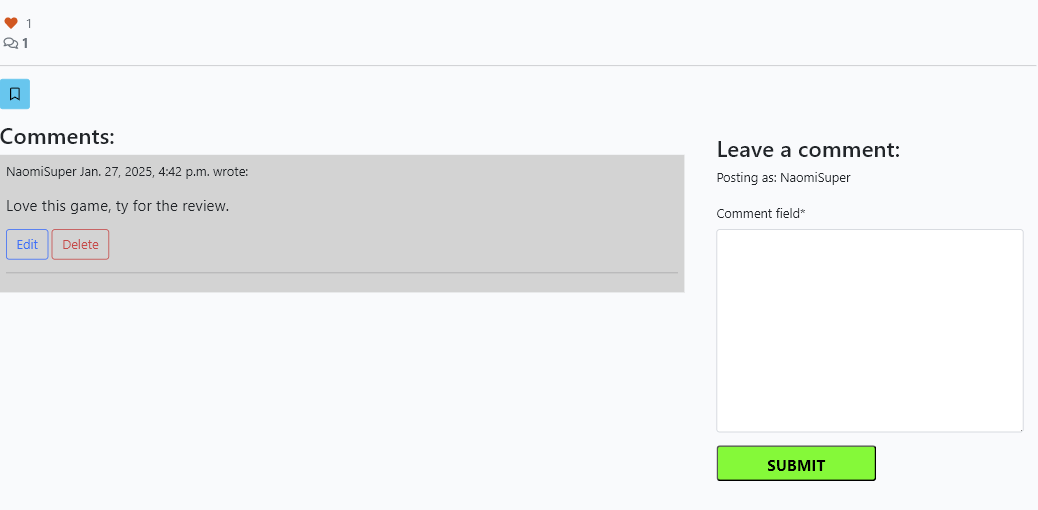 1
1
Comments:
NaomiSuper Jan. 27, 2025, 4:42 p.m. wrote:
Love this game, ty for the review.
Edit Delete
Leave a comment:
Posting as: NaomiSuper
Comment field*
SUBMIT